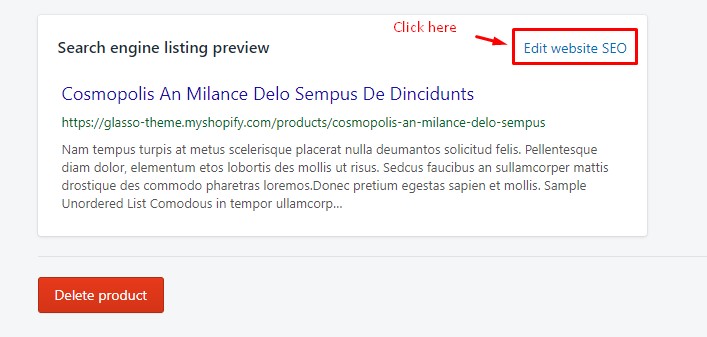 Click here
Search engine listing preview
Edit website SEO
Cosmopolis An Milance Delo Sempus De Dincidunts
https://glasso-theme.myshopify.com/products/cosmopolis-an-milance-delo-sempus
Nam tempus turpis at metus scelerisque placerat nulla deumantos solicitud felis. Pellentesque
diam dolor, elementum etos lobortis des mollis ut risus. Sedcus faucibus an sullamcorper mattis
drostique des commodo pharetras loremos.Donec pretium egestas sapien et mollis. Sample
Unordered List Comodous in tempor ullamcorp...
Delete product